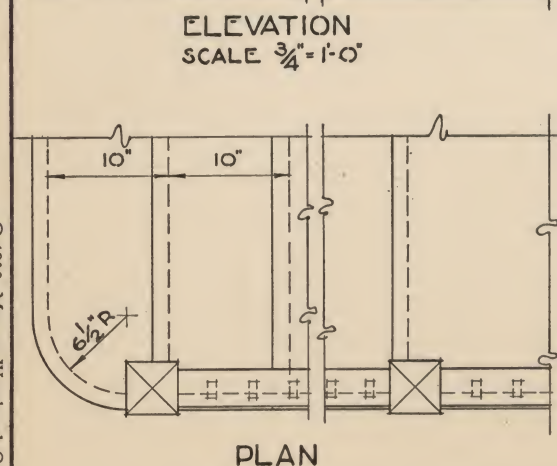 ELEVATION
SCALE 3/4"=1'-0"
10" 10"
6 1/2" R
PLAN